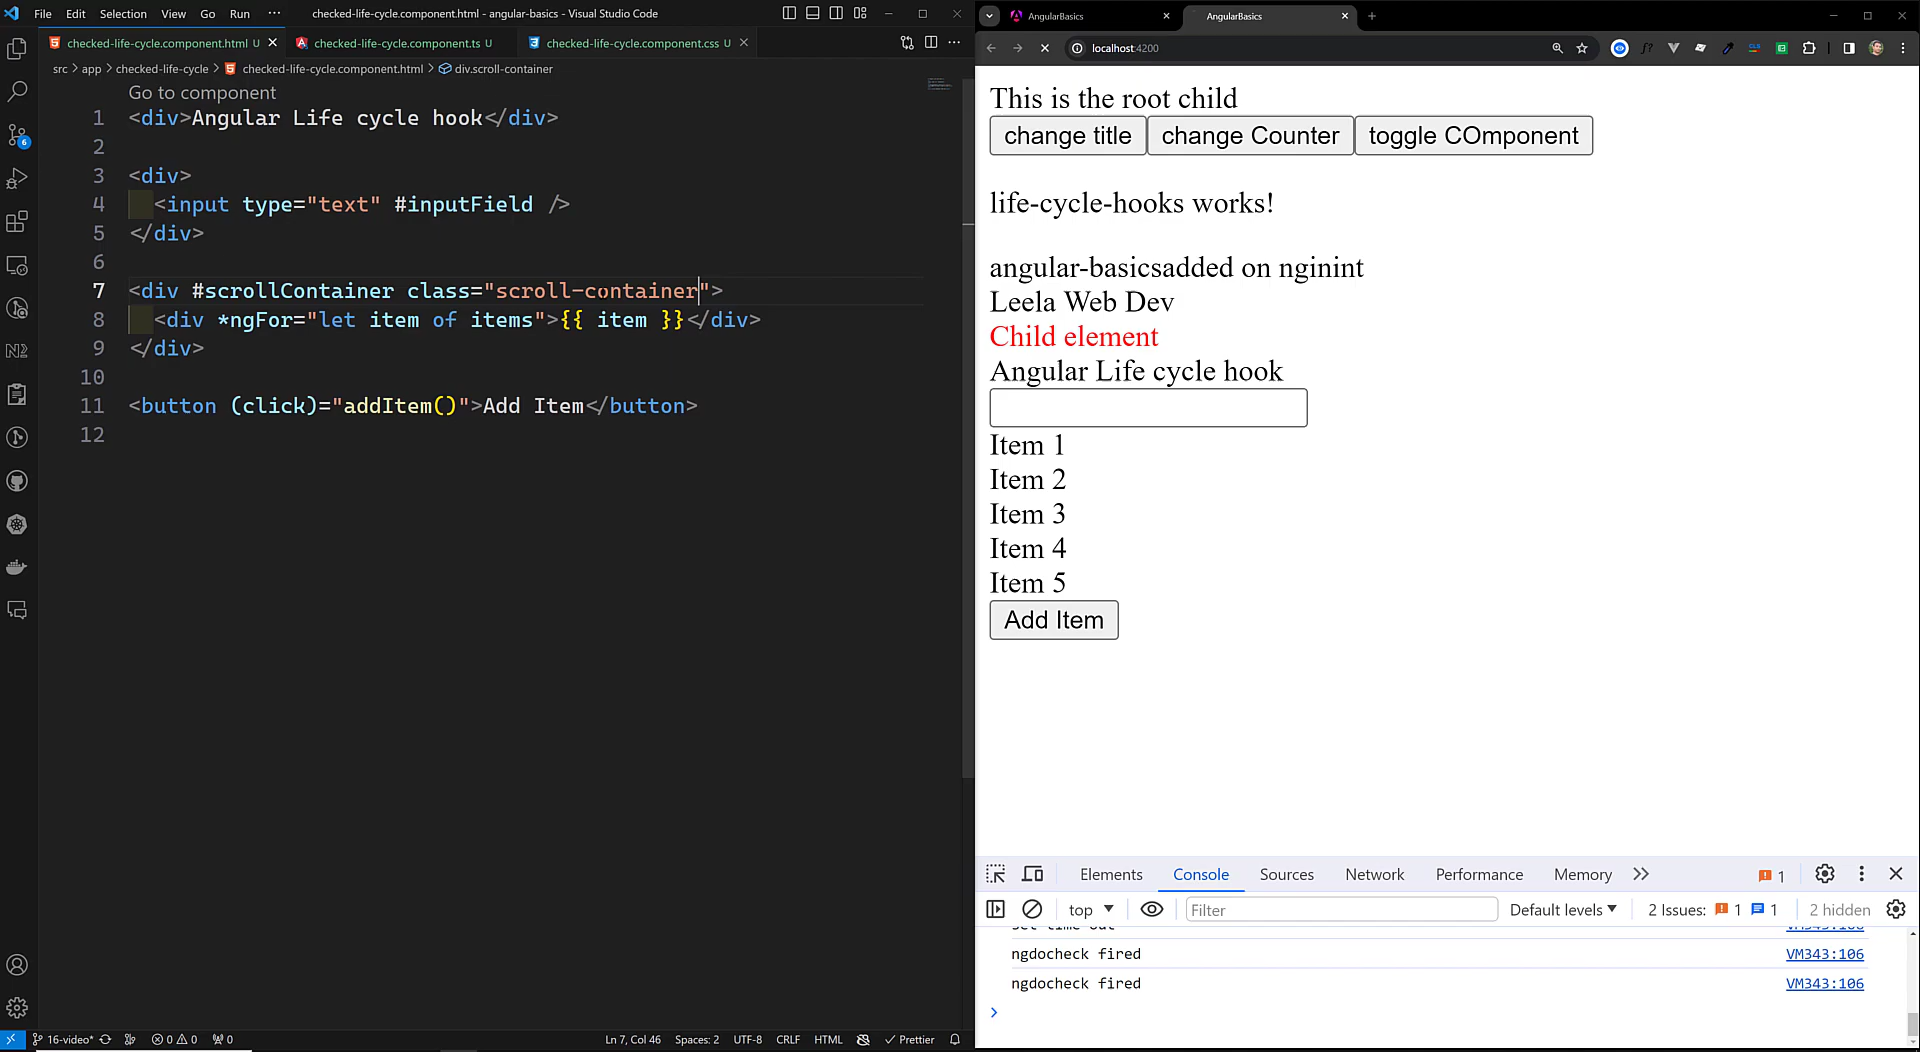 File Edit Selection View Go Run ··· checked-life-cycle.component.html - angular-basics - Visual Studio Code
checked-life-cycle.component.html U checked-life-cycle.component.ts U checked-life-cycle.component.css U
src > app > checked-life-cycle > checked-life-cycle.component.html > div.scroll-container
Go to component
1 <div>Angular Life cycle hook</div>
2
3 <div>
4 <input type="text" #inputField />
5 </div>
6
7 <div #scrollContainer class="scroll-container">
8 <div *ngFor="let item of items">{{ item }}</div>
9 </div>
10
11 <button (click)="addItem()">Add Item</button>
12
6
N2
16-video* 0 0 0 Ln 7, Col 46 Spaces: 2 UTF-8 CRLF HTML Prettier
AngularBasics AngularBasics
localhost:4200
This is the root child
change title change Counter toggle COmponent
life-cycle-hooks works!
angular-basicsadded on nginint
Leela Web Dev
Child element
Angular Life cycle hook
Item 1
Item 2
Item 3
Item 4
Item 5
Add Item
Elements Console Sources Network Performance Memory 1
top Filter Default levels 2 Issues: 1 1 2 hidden
set time out VM343:106
ngdocheck fired VM343:106
ngdocheck fired VM343:106